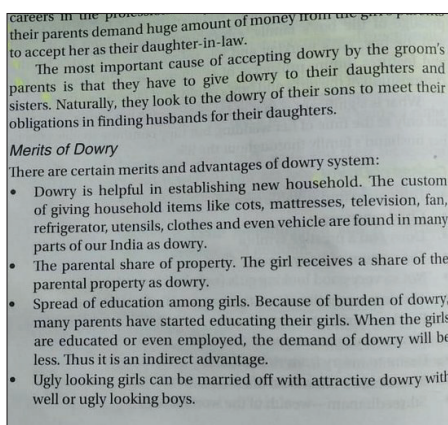 careers in the
their parents demand huge amount of money from the
to accept her as their daughter-in-law.
The most important cause of accepting dowry by the groom's
parents is that they have to give dowry to their daughters and
sisters. Naturally, they look to the dowry of their sons to meet their
obligations in finding husbands for their daughters.
Merits of Dowry
There are certain merits and advantages of dowry system:
• Dowry is helpful in establishing new household. The custom
of giving household items like cots, mattresses, television, fan,
refrigerator, utensils, clothes and even vehicle are found in many
parts of our India as dowry.
• The parental share of property. The girl receives a share of the
parental property as dowry.
• Spread of education among girls. Because of burden of dowry,
many parents have started educating their girls. When the girls
are educated or even employed, the demand of dowry will be
less. Thus it is an indirect advantage.
• Ugly looking girls can be married off with attractive dowry with
well or ugly looking boys.